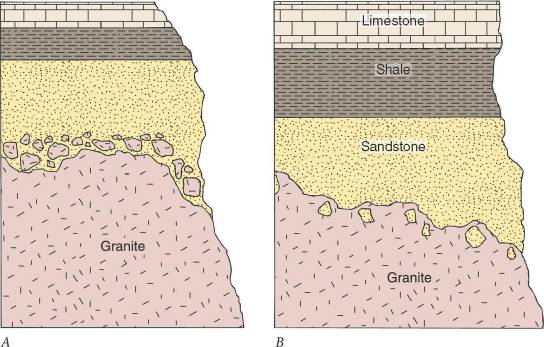 Granite
A
Limestone
Shale
Sandstone
Granite
B